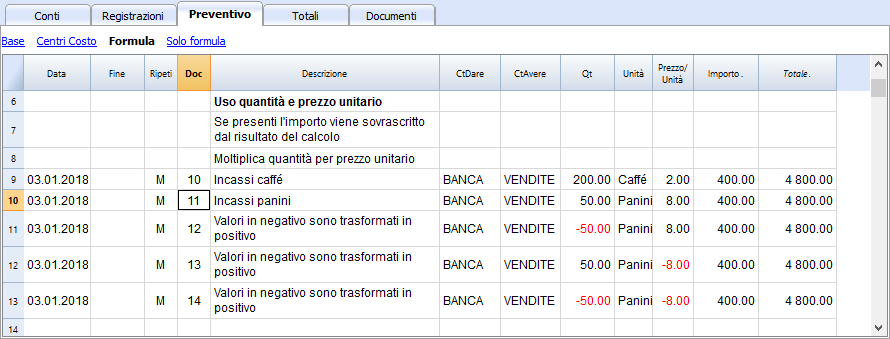 Conti Registrazioni Preventivo Totali Documenti
Base Centri Costo Formula Solo formula
Data Fine Ripeti Doc Descrizione CtDare CtAvere Qt Unità Prezzo/ Importo . Totale .
Unità
6 Uso quantità e prezzo unitario
7 Se presenti l'importo viene sovrascritto
dal risultato del calcolo
8 Moltiplica quantità per prezzo unitario
9 03.01.2018 M 10 Incassi caffé BANCA VENDITE 200.00 Caffé 2.00 400.00 4 800.00
10 03.01.2018 M 11 Incassi panini BANCA VENDITE 50.00 Panini 8.00 400.00 4 800.00
11 03.01.2018 M 12 Valori in negativo sono trasformati in BANCA VENDITE -50.00 Panini 8.00 400.00 4 800.00
positivo
12 03.01.2018 M 13 Valori in negativo sono trasformati in BANCA VENDITE 50.00 Panini -8.00 400.00 4 800.00
positivo
13 03.01.2018 M 14 Valori in negativo sono trasformati in BANCA VENDITE -50.00 Panini -8.00 400.00 4 800.00
positivo
14